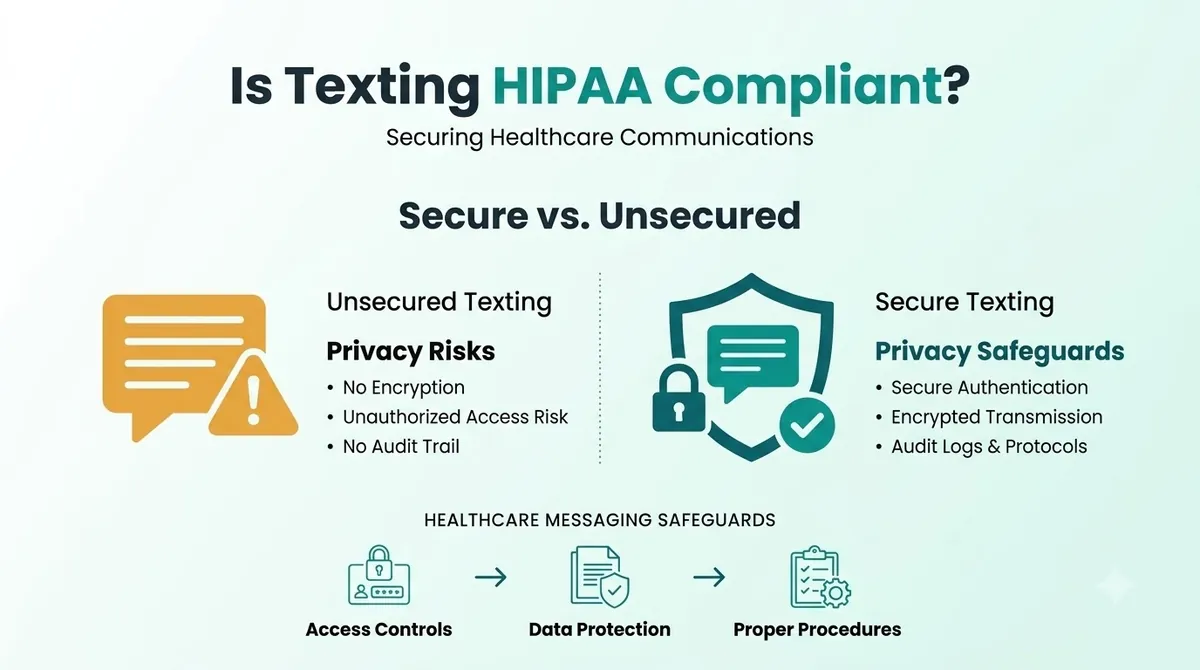 Is Texting HIPAA Compliant?
Securing Healthcare Communications
Secure vs. Unsecured
Unsecured Texting
Privacy Risks
• No Encryption
• Unauthorized Access Risk
• No Audit Trail
Secure Texting
Privacy Safeguards
• Secure Authentication
• Encrypted Transmission
• Audit Logs & Protocols
HEALTHCARE MESSAGING SAFEGUARDS
Access Controls
Data Protection
Proper Procedures